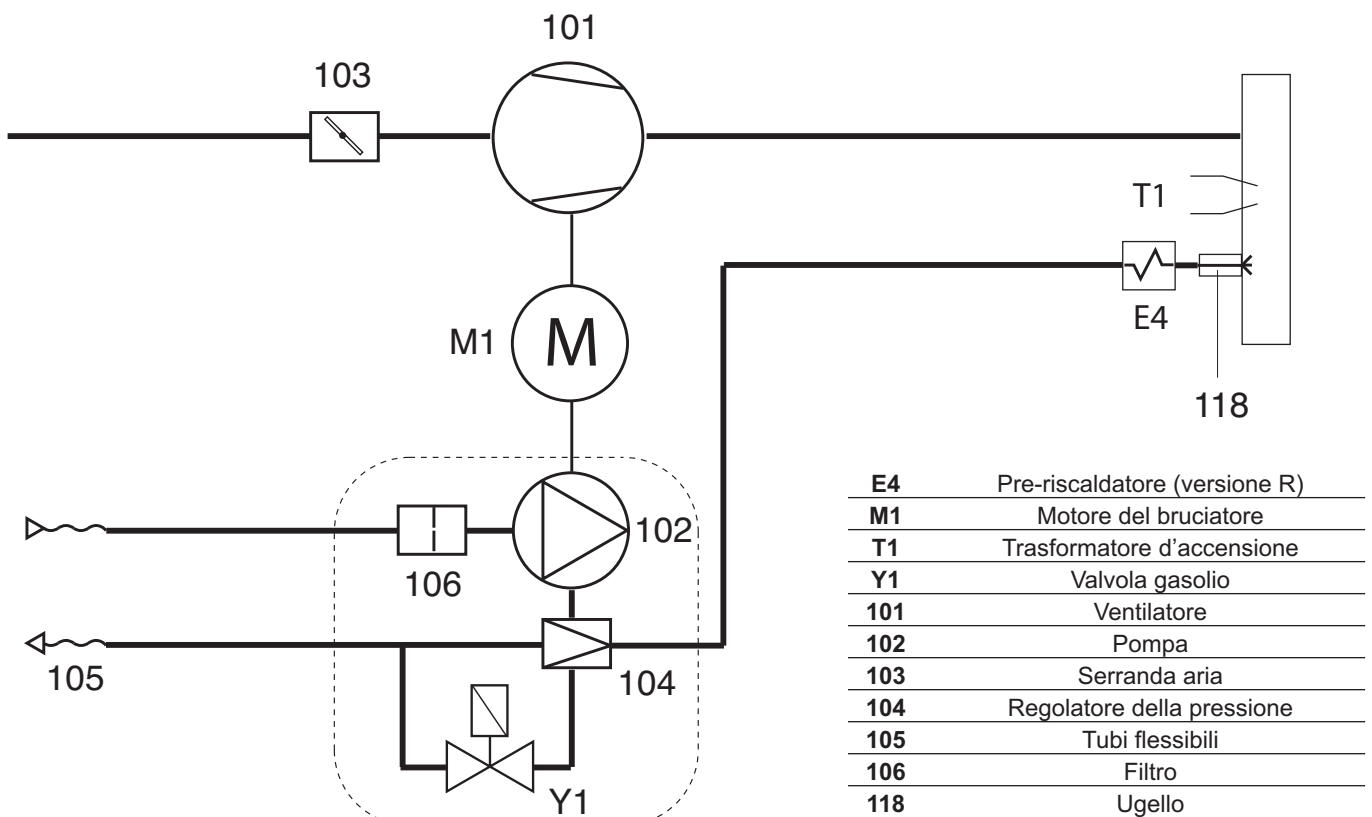 101
103
T1
E4
M1
M
118
102
106
105
104
Y1
E4 Pre-riscaldatore (versione R)
M1 Motore del bruciatore
T1 Trasformatore d'accensione
Y1 Valvola gasolio
101 Ventilatore
102 Pompa
103 Serranda aria
104 Regolatore della pressione
105 Tubi flessibili
106 Filtro
118 Ugello